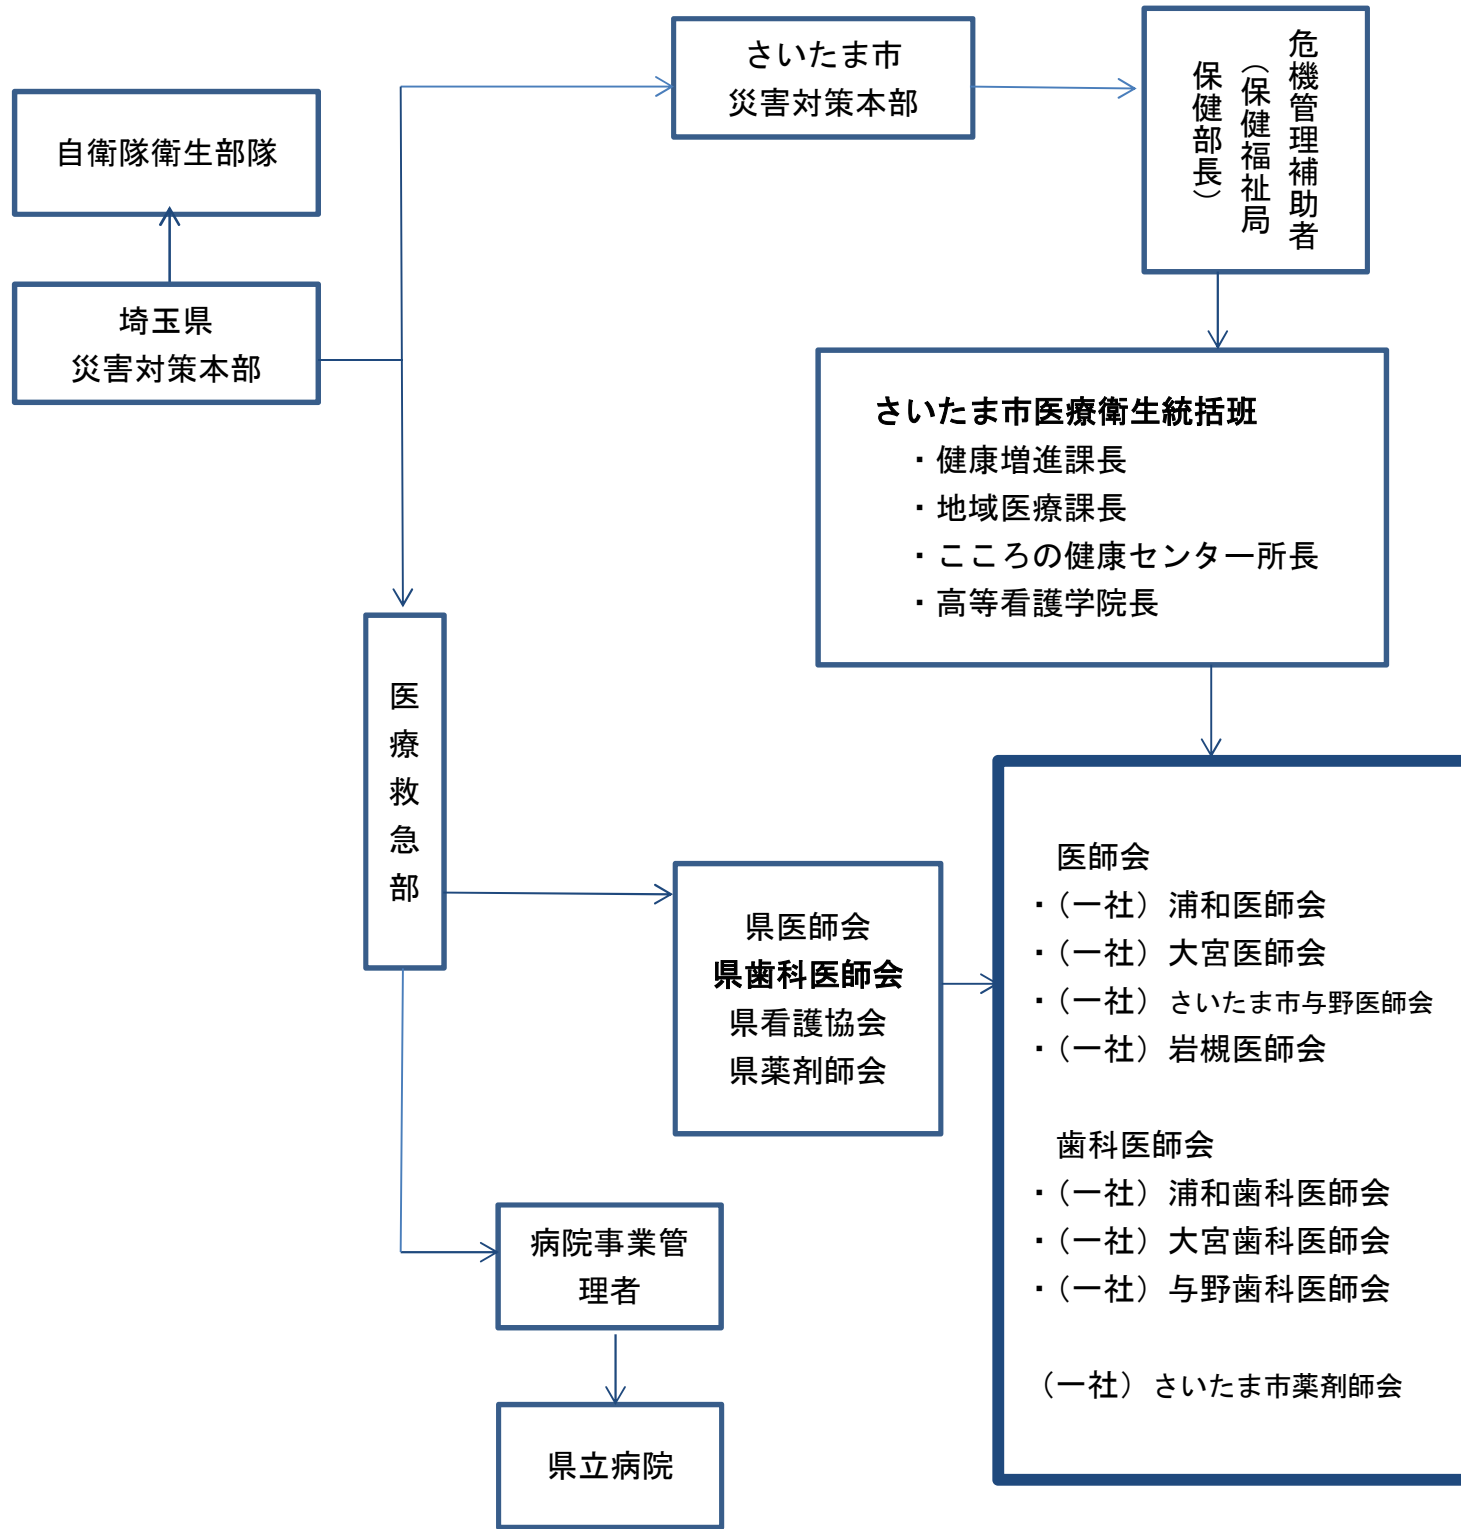 さいたま市
災害対策本部
危機管理補助者
（保健福祉局
保健部長）
自衛隊衛生部隊
埼玉県
災害対策本部
さいたま市医療衛生統括班
・健康増進課長
・地域医療課長
・こころの健康センター所長
・高等看護学院長
医療救急部
県医師会
県歯科医師会
県看護協会
県薬剤師会
医師会
・（一社）浦和医師会
・（一社）大宮医師会
・（一社）さいたま市与野医師会
・（一社）岩槻医師会
歯科医師会
・（一社）浦和歯科医師会
・（一社）大宮歯科医師会
・（一社）与野歯科医師会
（一社）さいたま市薬剤師会
病院事業管
理者
県立病院